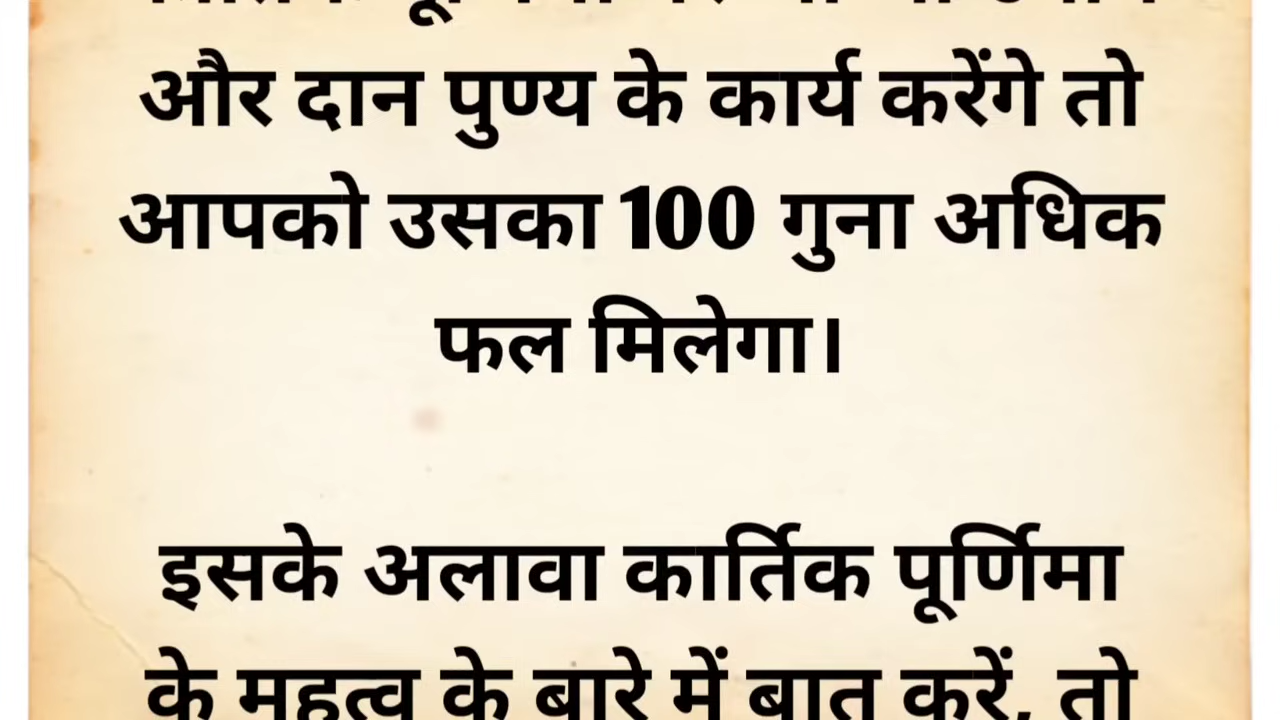 और दान पुण्य के कार्य करेंगे तो
आपको उसका 100 गुना अधिक
फल मिलेगा।
इसके अलावा कार्तिक पूर्णिमा
के महत्व के बारे में बात करें, तो